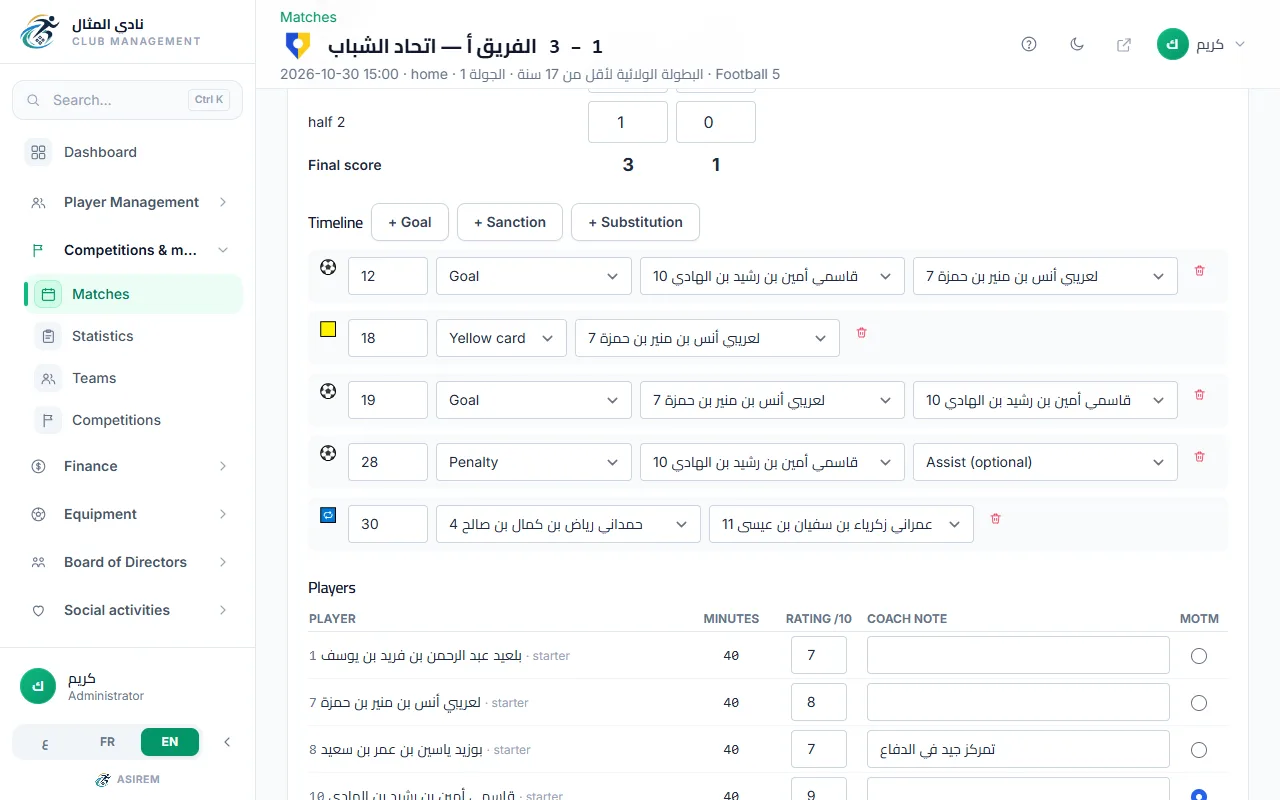 نادي المثال
CLUB MANAGEMENT
Search...
Ctrl K
Dashboard
Player Management
Competitions & m...
Matches
Statistics
Teams
Competitions
Finance
Equipment
Board of Directors
Social activities
كريم
Administrator
ع
FR
EN
ASIREM
Matches
الفريق أ — اتحاد الشباب 3 – 1
2026-10-30 15:00 · home · البطولة الولائية لأقل من 17 سنة · الجولة 1 · Football 5
كريم
half 2 1 0
Final score 3 1
Timeline + Goal + Sanction + Substitution
12 Goal 10 قاسمي أمين بن رشيد بن الهادي 7 لعريبي أنس بن منير بن حمزة
18 Yellow card 7 لعريبي أنس بن منير بن حمزة
19 Goal 7 لعريبي أنس بن منير بن حمزة 10 قاسمي أمين بن رشيد بن الهادي
28 Penalty 10 قاسمي أمين بن رشيد بن الهادي Assist (optional)
30 4 حمداني رياض بن كمال بن صالح 11 عمراني زكرياء بن سفيان بن عيسى
Players
PLAYER MINUTES RATING /10 COACH NOTE MOTM
1 بلعيد عبد الرحمن بن فريد بن يوسف · starter 40 7
7 لعريبي أنس بن منير بن حمزة · starter 40 8
8 بوزيد ياسين بن عمر بن سعيد · starter 40 7 تمركز جيد في الدفاع
10 قاسمي أمين بن رشيد بن الهادي · starter 40 9